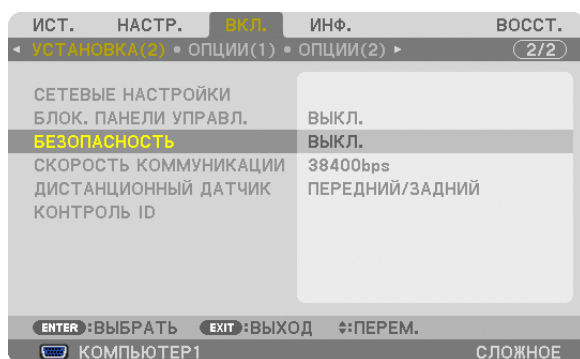 ИСТ. НАСТР. ВКЛ. ИНФ. ВОССТ.
◂ УСТАНОВКА(2) • ОПЦИИ(1) • ОПЦИИ(2) ▸ 2/2
СЕТЕВЫЕ НАСТРОЙКИ
БЛОК. ПАНЕЛИ УПРАВЛ. ВЫКЛ.
БЕЗОПАСНОСТЬ ВЫКЛ.
СКОРОСТЬ КОММУНИКАЦИИ 38400bps
ДИСТАНЦИОННЫЙ ДАТЧИК ПЕРЕДНИЙ/ЗАДНИЙ
КОНТРОЛЬ ID
ENTER:ВЫБРАТЬ EXIT:ВЫХОД ♦:ПЕРЕМ.
КОМПЬЮТЕР1 СЛОЖНОЕ